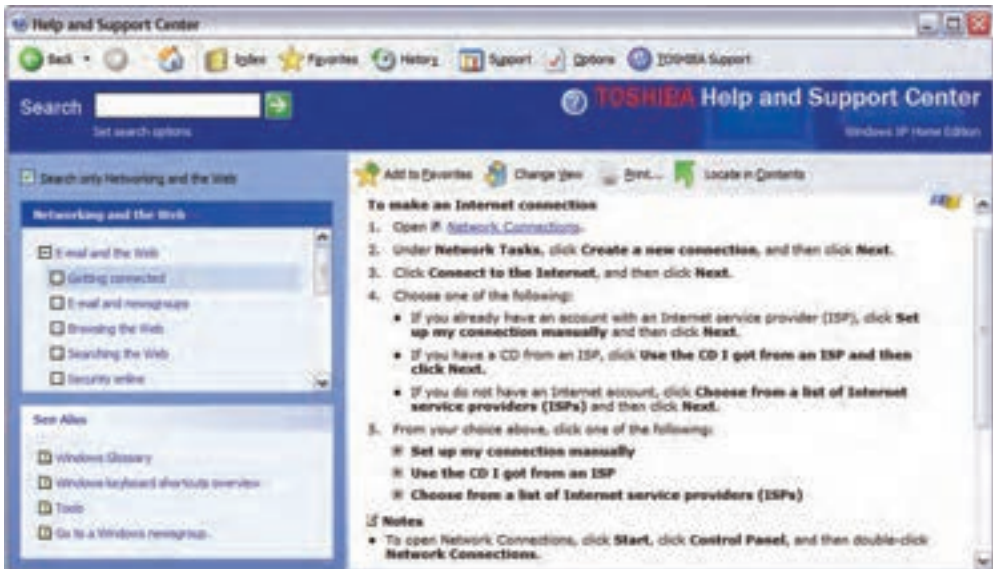 Help and Support Center
Back Index Favorites History Support Options TOSHIBA Support
Search
Set search options
TOSHIBA Help and Support Center
Windows XP Home Edition
Search only Networking and the Web
Networking and the Web
E-mail and the Web
Getting connected
E-mail and newsgroups
Browsing the Web
Searching the Web
Security online
See Also
Windows Glossary
Windows keyboard shortcuts overview
Tools
Go to a Windows newsgroup.
Add to Favorites Change View Print... Locate in Contents
To make an Internet connection
1. Open Network Connections.
2. Under Network Tasks, click Create a new connection, and then click Next.
3. Click Connect to the Internet, and then click Next.
4. Choose one of the following:
• If you already have an account with an Internet service provider (ISP), click Set
up my connection manually and then click Next.
• If you have a CD from an ISP, click Use the CD I got from an ISP and then
click Next.
• If you do not have an Internet account, click Choose from a list of Internet
service providers (ISPs) and then click Next.
5. From your choice above, click one of the following:
Set up my connection manually
Use the CD I got from an ISP
Choose from a list of Internet service providers (ISPs)
Notes
• To open Network Connections, click Start, click Control Panel, and then double-click
Network Connections.